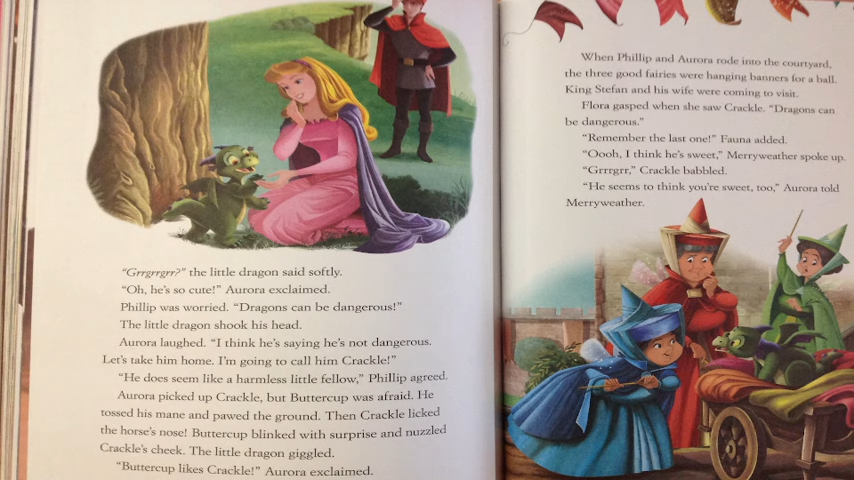 "Grrgrrgrr?" the little dragon said softly.
"Oh, he's so cute!" Aurora exclaimed.
Phillip was worried. "Dragons can be dangerous!"
The little dragon shook his head.
Aurora laughed. "I think he's saying he's not dangerous.
Let's take him home. I'm going to call him Crackle!"
"He does seem like a harmless little fellow," Phillip agreed.
Aurora picked up Crackle, but Buttercup was afraid. He
tossed his mane and pawed the ground. Then Crackle licked
the horse's nose! Buttercup blinked with surprise and nuzzled
Crackle's cheek. The little dragon giggled.
"Buttercup likes Crackle!" Aurora exclaimed.
When Phillip and Aurora rode into the courtyard,
the three good fairies were hanging banners for a ball.
King Stefan and his wife were coming to visit.
Flora gasped when she saw Crackle. "Dragons can
be dangerous."
"Remember the last one!" Fauna added.
"Oooh, I think he's sweet," Merryweather spoke up.
"Grrrgrr," Crackle babbled.
"He seems to think you're sweet, too," Aurora told
Merryweather.